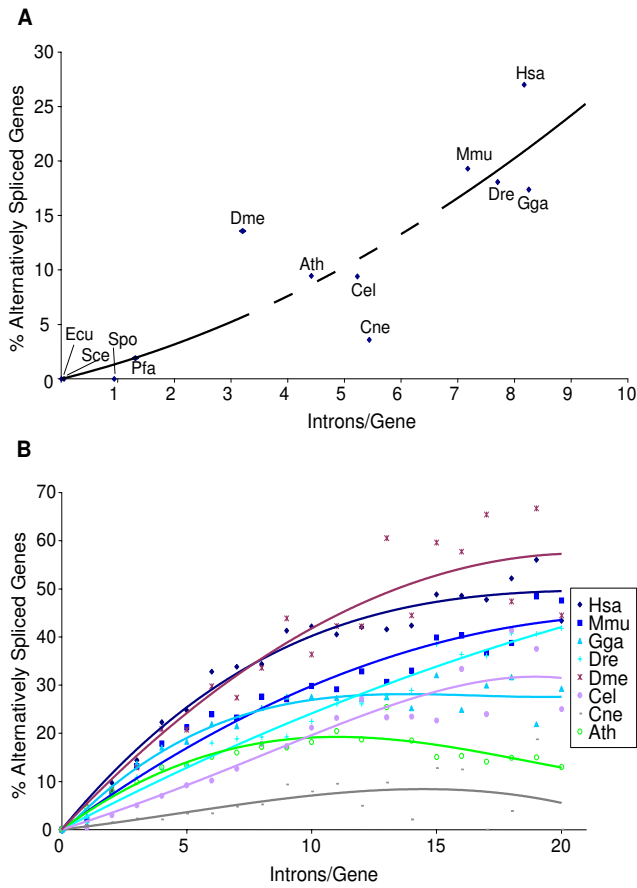 A
% Alternatively Spliced Genes
30
25
20
15
10
5
0
Hsa
Mmu
Dre
Gga
Dme
Ath
Cel
Cne
Ecu
Sce
Spo
Pfa
1 2 3 4 5 6 7 8 9 10
Introns/Gene
B
% Alternatively Spliced Genes
70
60
50
40
30
20
10
0
0 5 10 15 20
Introns/Gene
Hsa
Mmu
Gga
Dre
Dme
Cel
Cne
Ath